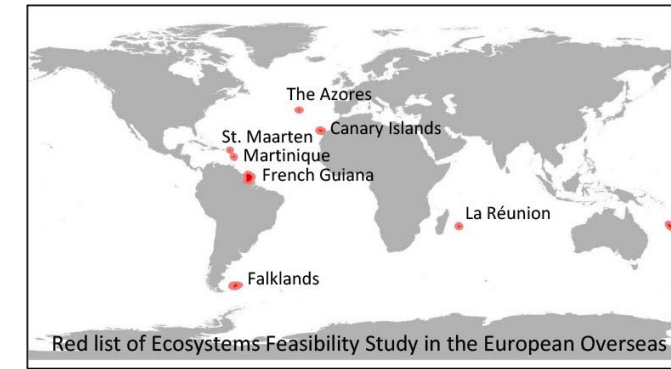 The Azores
Canary Islands
St. Maarten
Martinique
French Guiana
La Réunion
Falklands
Red list of Ecosystems Feasibility Study in the European Overseas